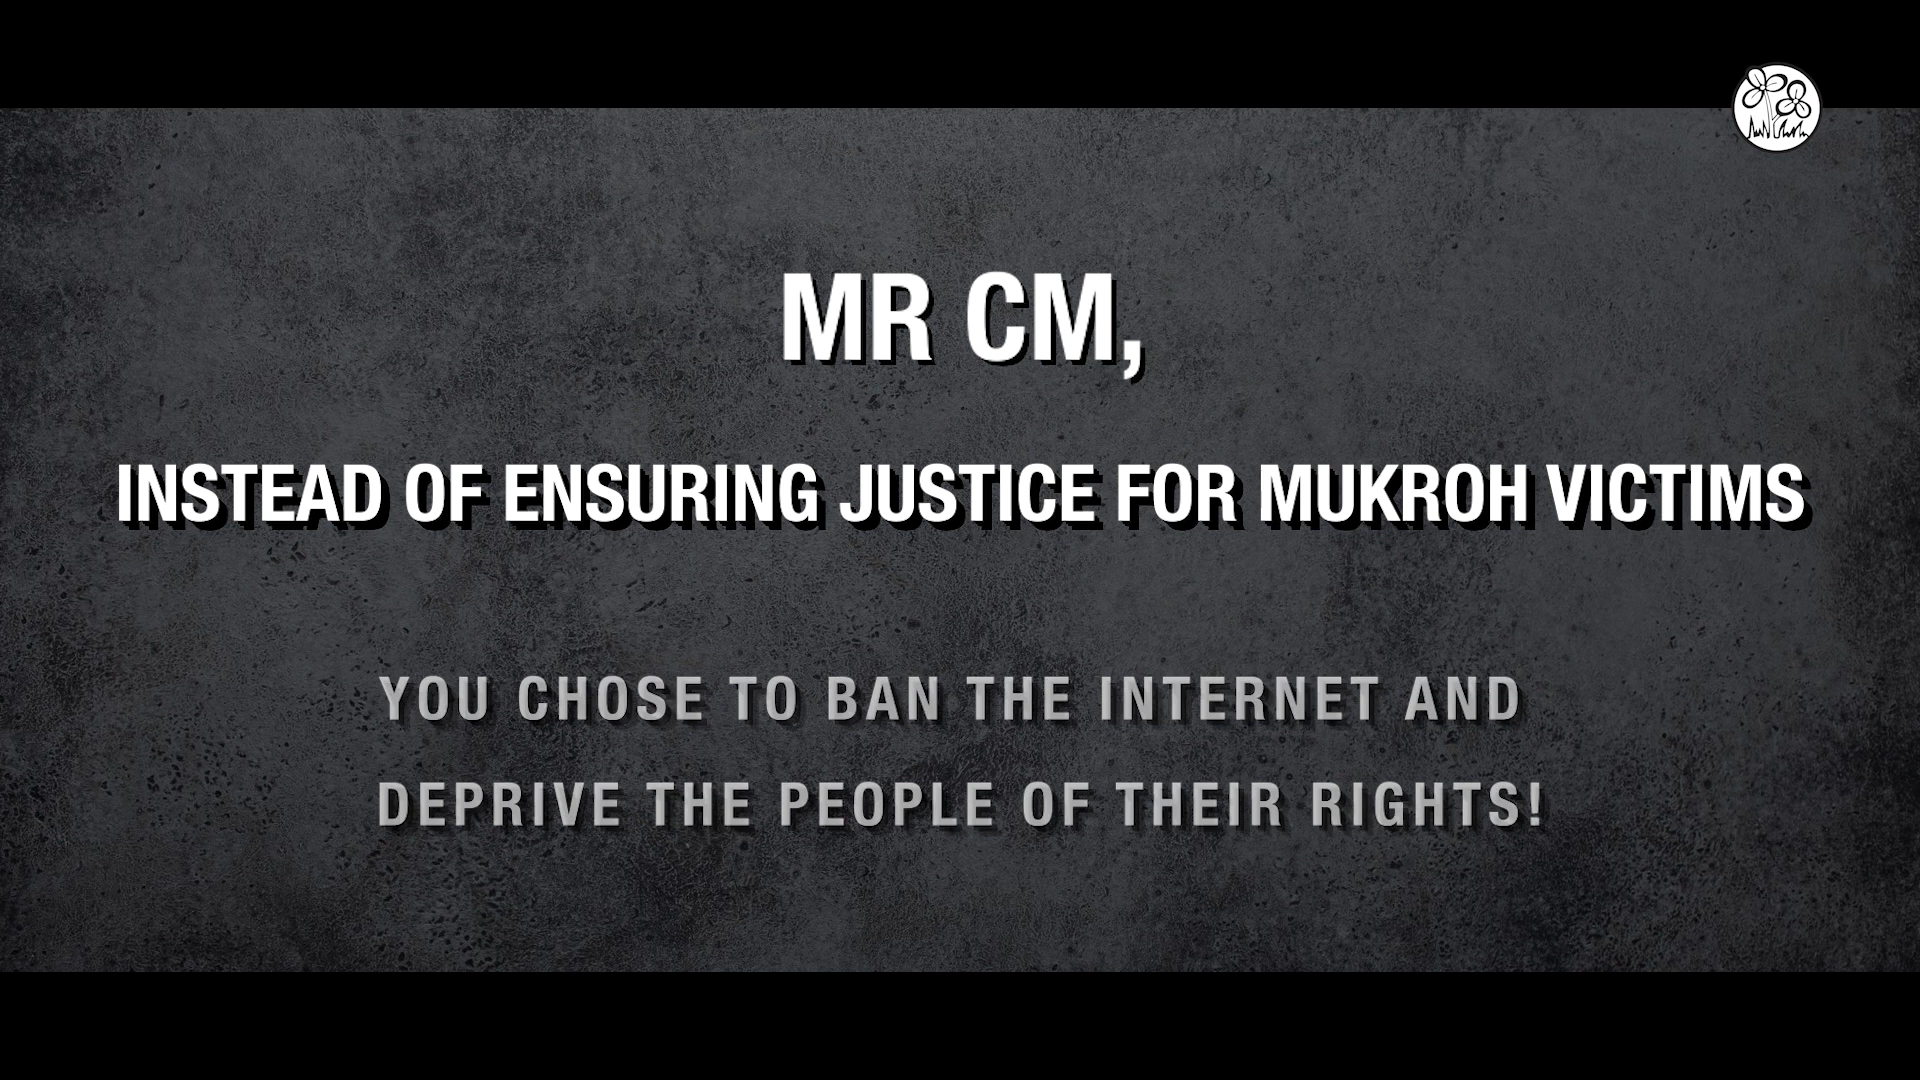 MR CM,
INSTEAD OF ENSURING JUSTICE FOR MUKROH VICTIMS
YOU CHOSE TO BAN THE INTERNET AND
DEPRIVE THE PEOPLE OF THEIR RIGHTS!